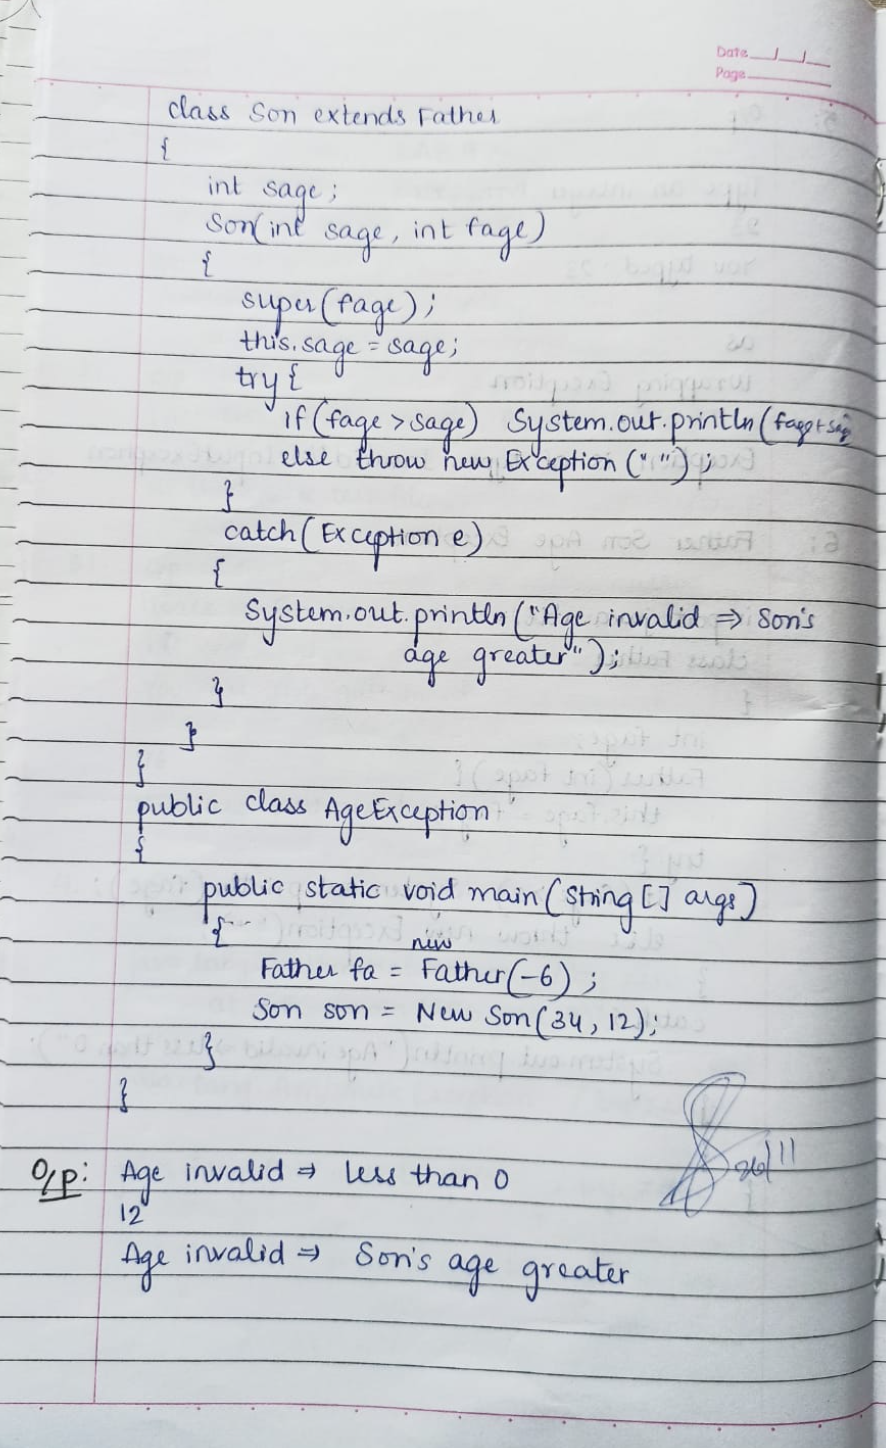 Date
Page
class Son extends Father
{
int sage;
Son(int sage, int fage)
{
super(fage);
this.sage = sage;
try{
if(fage > sage) System.out.println(fage+sage
else throw new Exception(" ");
}
catch(Exception e)
{
System.out.println("Age invalid ⇒ Son's
age greater");
}
}
}
public class AgeException
{
public static void main(String [] args)
{
new
Father fa = Father(-6);
Son son = New Son(34, 12);
}
}
O/p: Age invalid ⇒ less than 0
12
Age invalid ⇒ Son's age greater
26/11